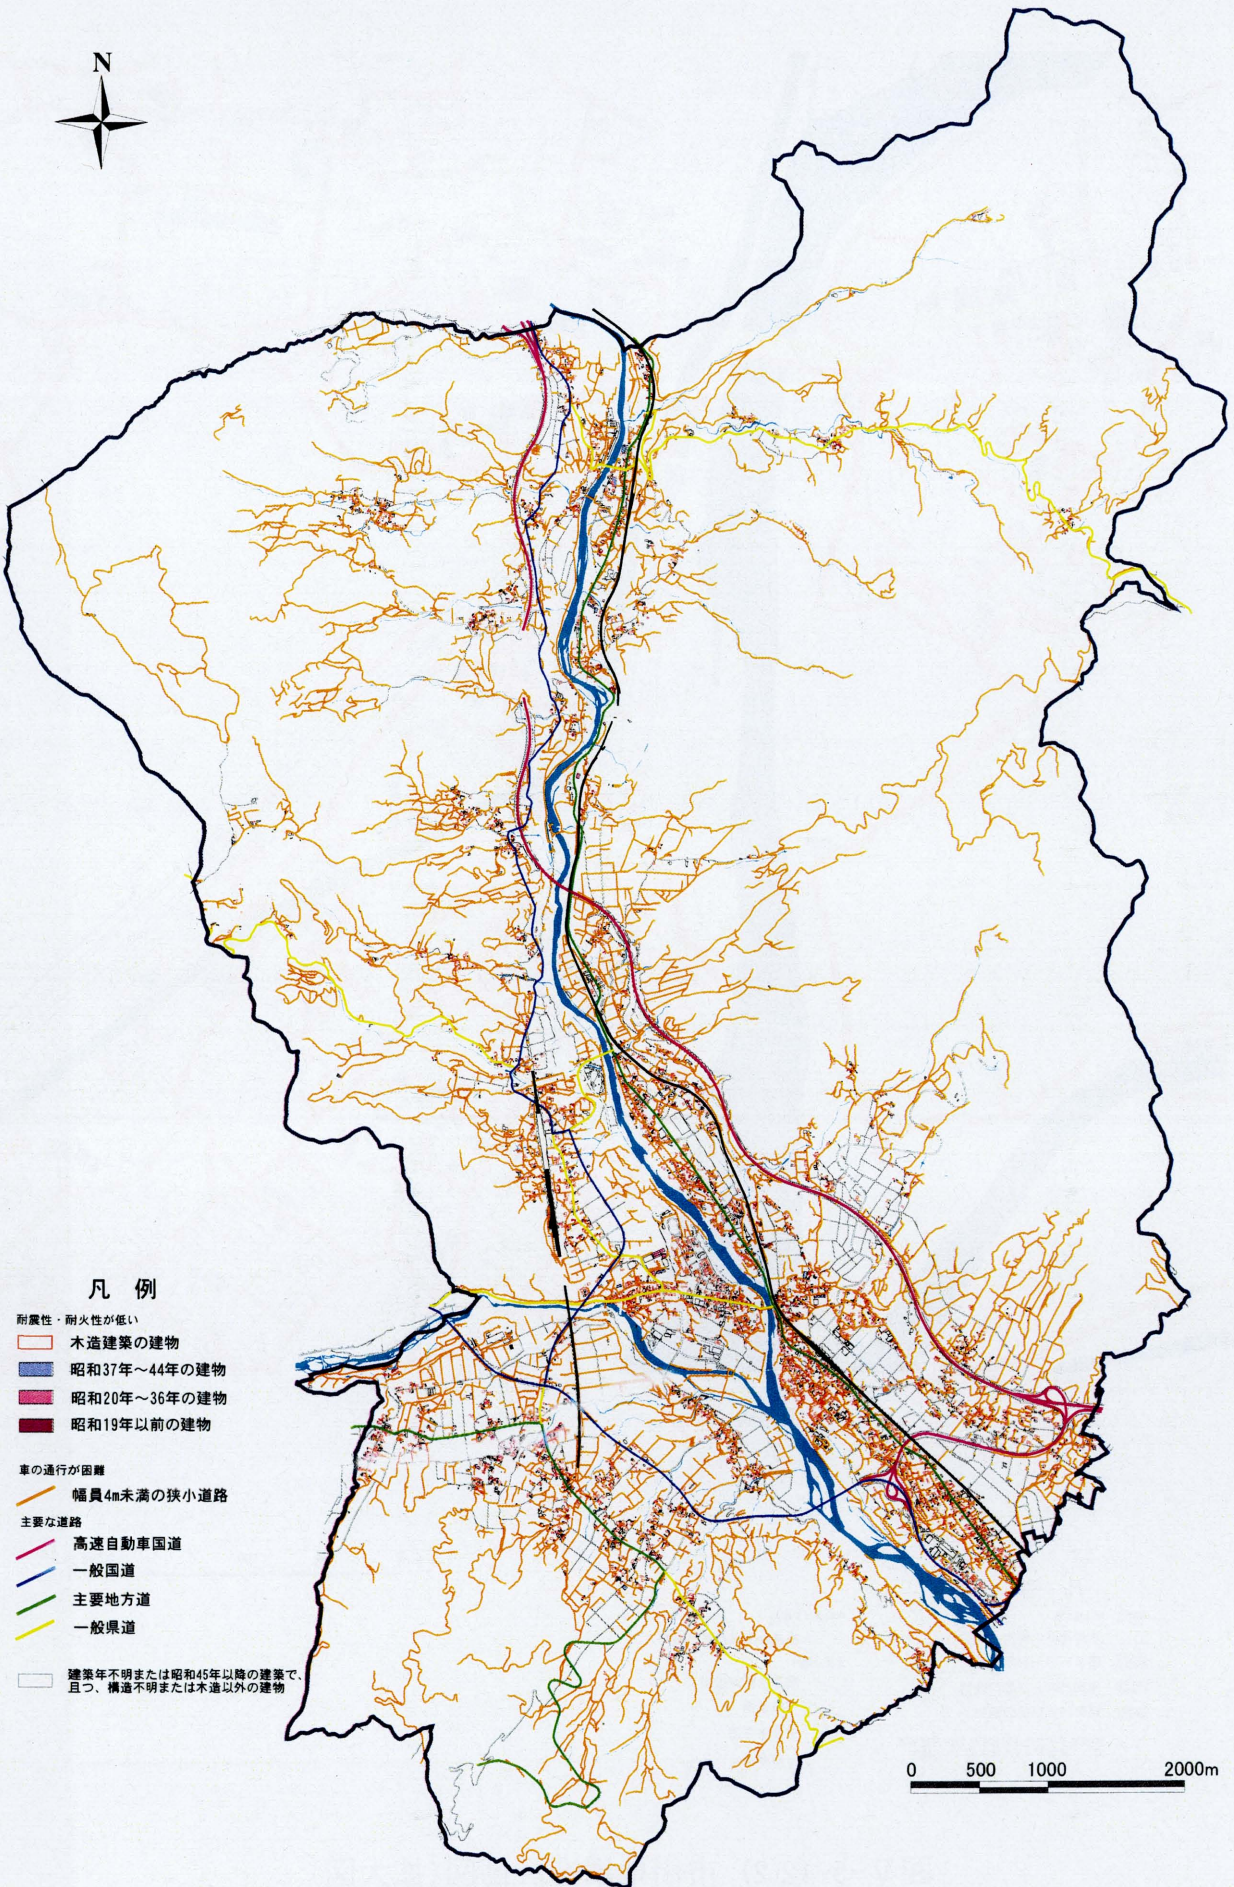 N
凡 例
耐震性・耐火性が低い
木造建築の建物
昭和37年～44年の建物
昭和20年～36年の建物
昭和19年以前の建物
車の通行が困難
幅員4m未満の狭小道路
主要な道路
高速自動車国道
一般国道
主要地方道
一般県道
建築年不明または昭和45年以降の建築で、
且つ、構造不明または木造以外の建物
0 500 1000 2000m